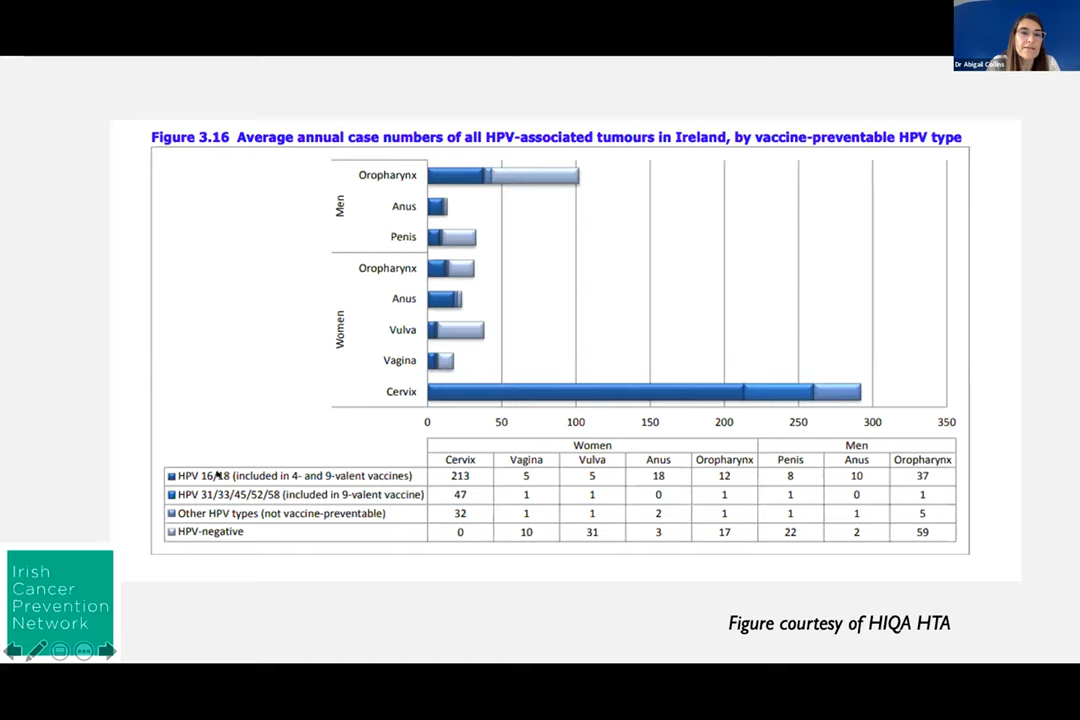 Dr Abigail Collins
Figure 3.16 Average annual case numbers of all HPV-associated tumours in Ireland, by vaccine-preventable HPV type
Men
Oropharynx
Anus
Penis
Women
Oropharynx
Anus
Vulva
Vagina
Cervix
0 50 100 150 200 250 300 350
Women Men
Cervix Vagina Vulva Anus Oropharynx Penis Anus Oropharynx
HPV 16/18 (included in 4- and 9-valent vaccines) 213 5 5 18 12 8 10 37
HPV 31/33/45/52/58 (included in 9-valent vaccine) 47 1 1 0 1 1 0 1
Other HPV types (not vaccine-preventable) 32 1 1 2 1 1 1 5
HPV-negative 0 10 31 3 17 22 2 59
Irish
Cancer
Prevention
Network
Figure courtesy of HIQA HTA